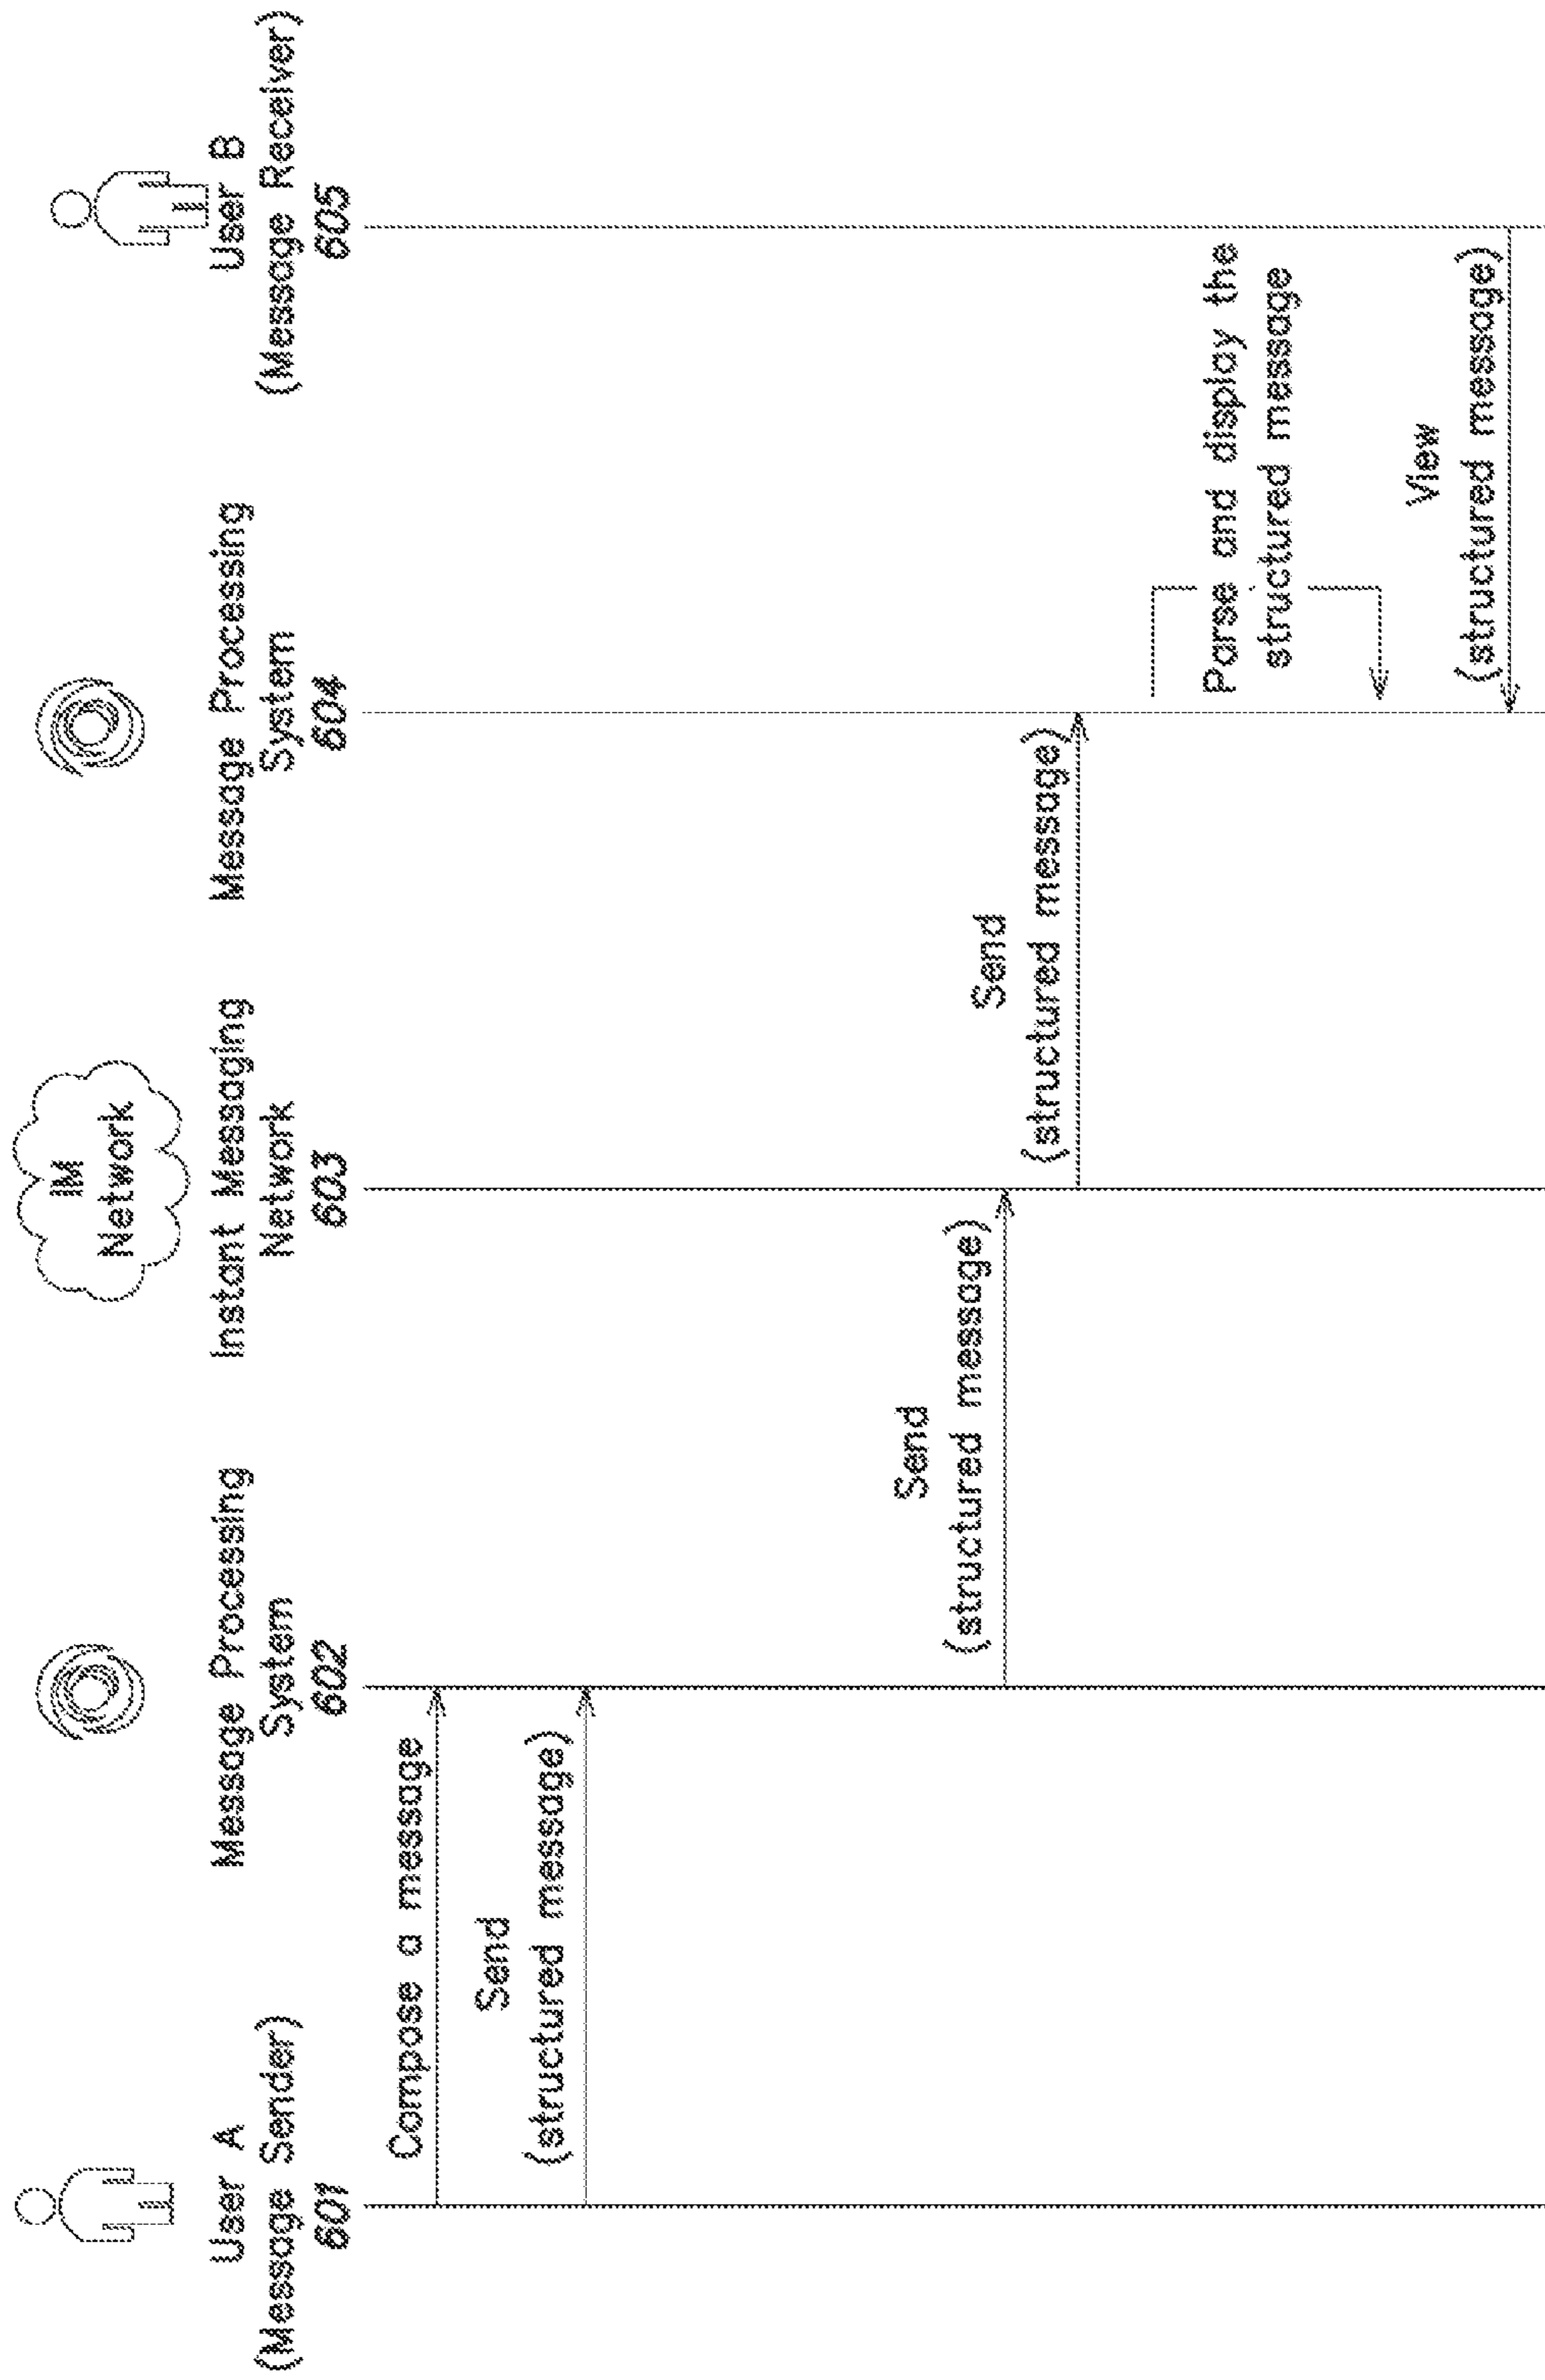 User A
(Message Sender)
601
Message Processing
System
602
IM
Network
Instant Messaging
Network
603
Message Processing
System
604
User B
(Message Receiver)
605
Compose a message
Send
(structured message)
Send
(structured message)
Send
(structured message)
Parse and display the
structured message
View
(structured message)